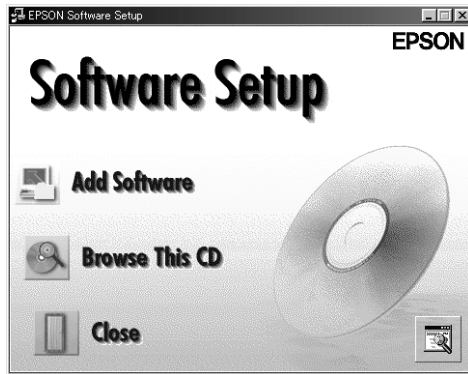 EPSON Software Setup
EPSON
Software Setup
Add Software
Browse This CD
Close